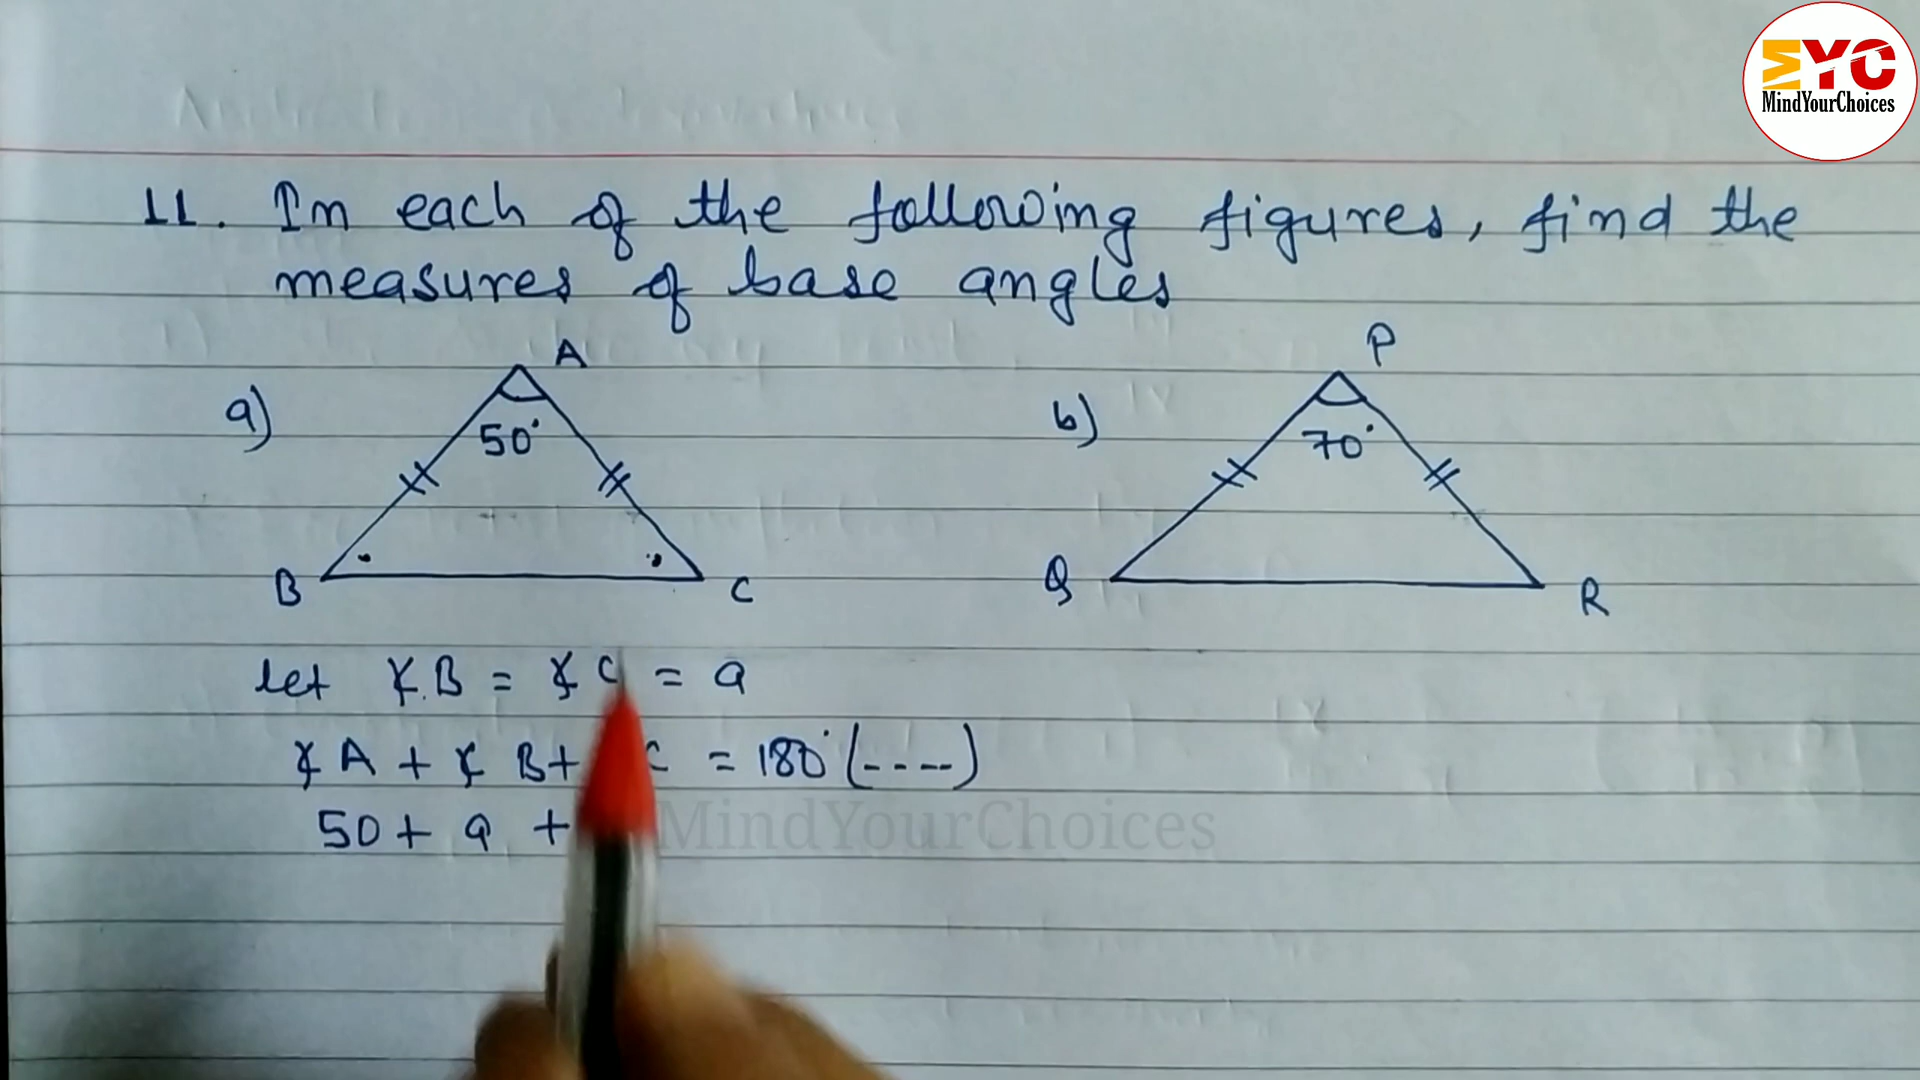 MYC
MindYourChoices
11. In each of the following figures, find the
measures of base angles
a)
A
50°
B
C
b)
P
70°
Q
R
let ∠B = ∠C = a
∠A + ∠B + C = 180° (----)
50 + a +
MindYourChoices